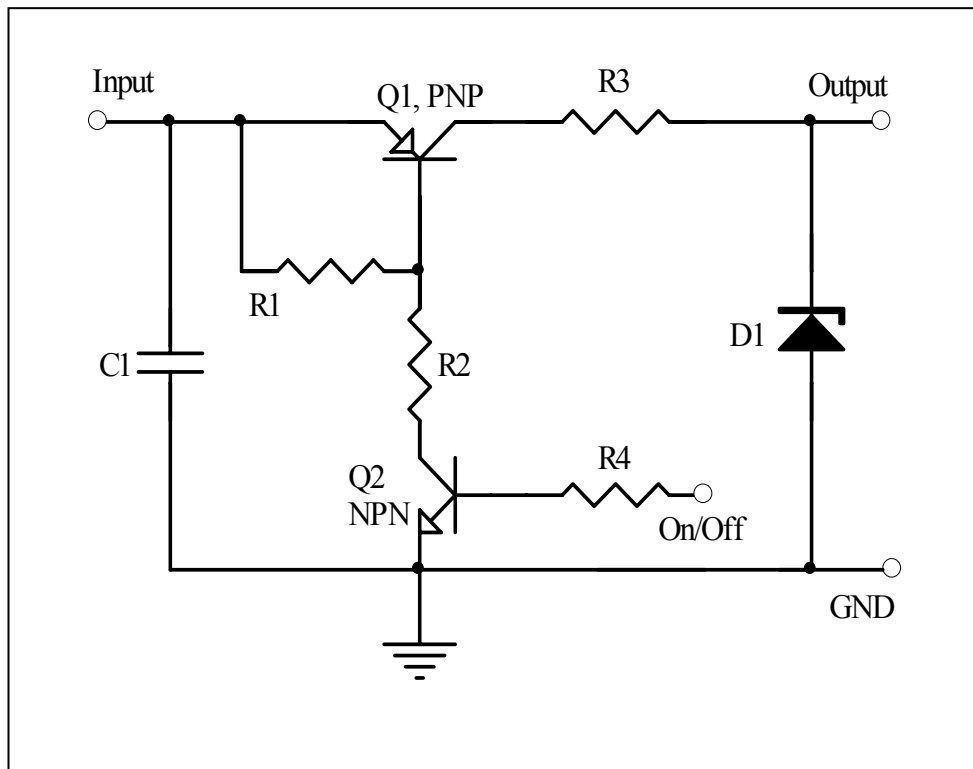 Input
Q1, PNP
R3
Output
R1
C1
R2
D1
Q2
NPN
R4
On/Off
GND